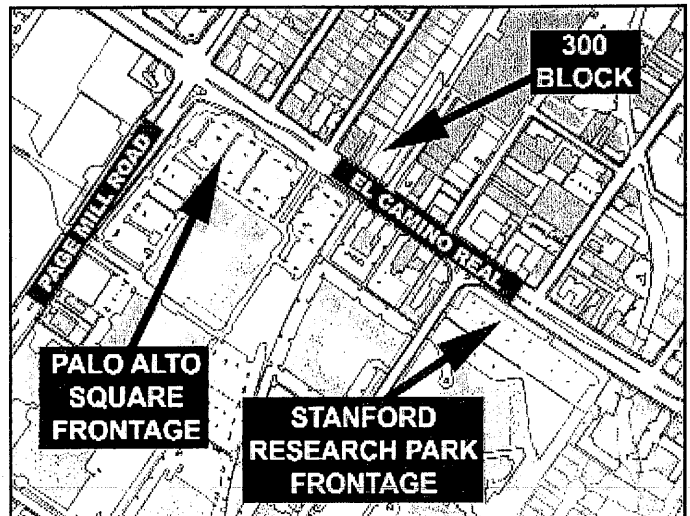 300
BLOCK
PAGE MILL ROAD
EL CAMINO REAL
PALO ALTO
SQUARE
FRONTAGE
STANFORD
RESEARCH PARK
FRONTAGE